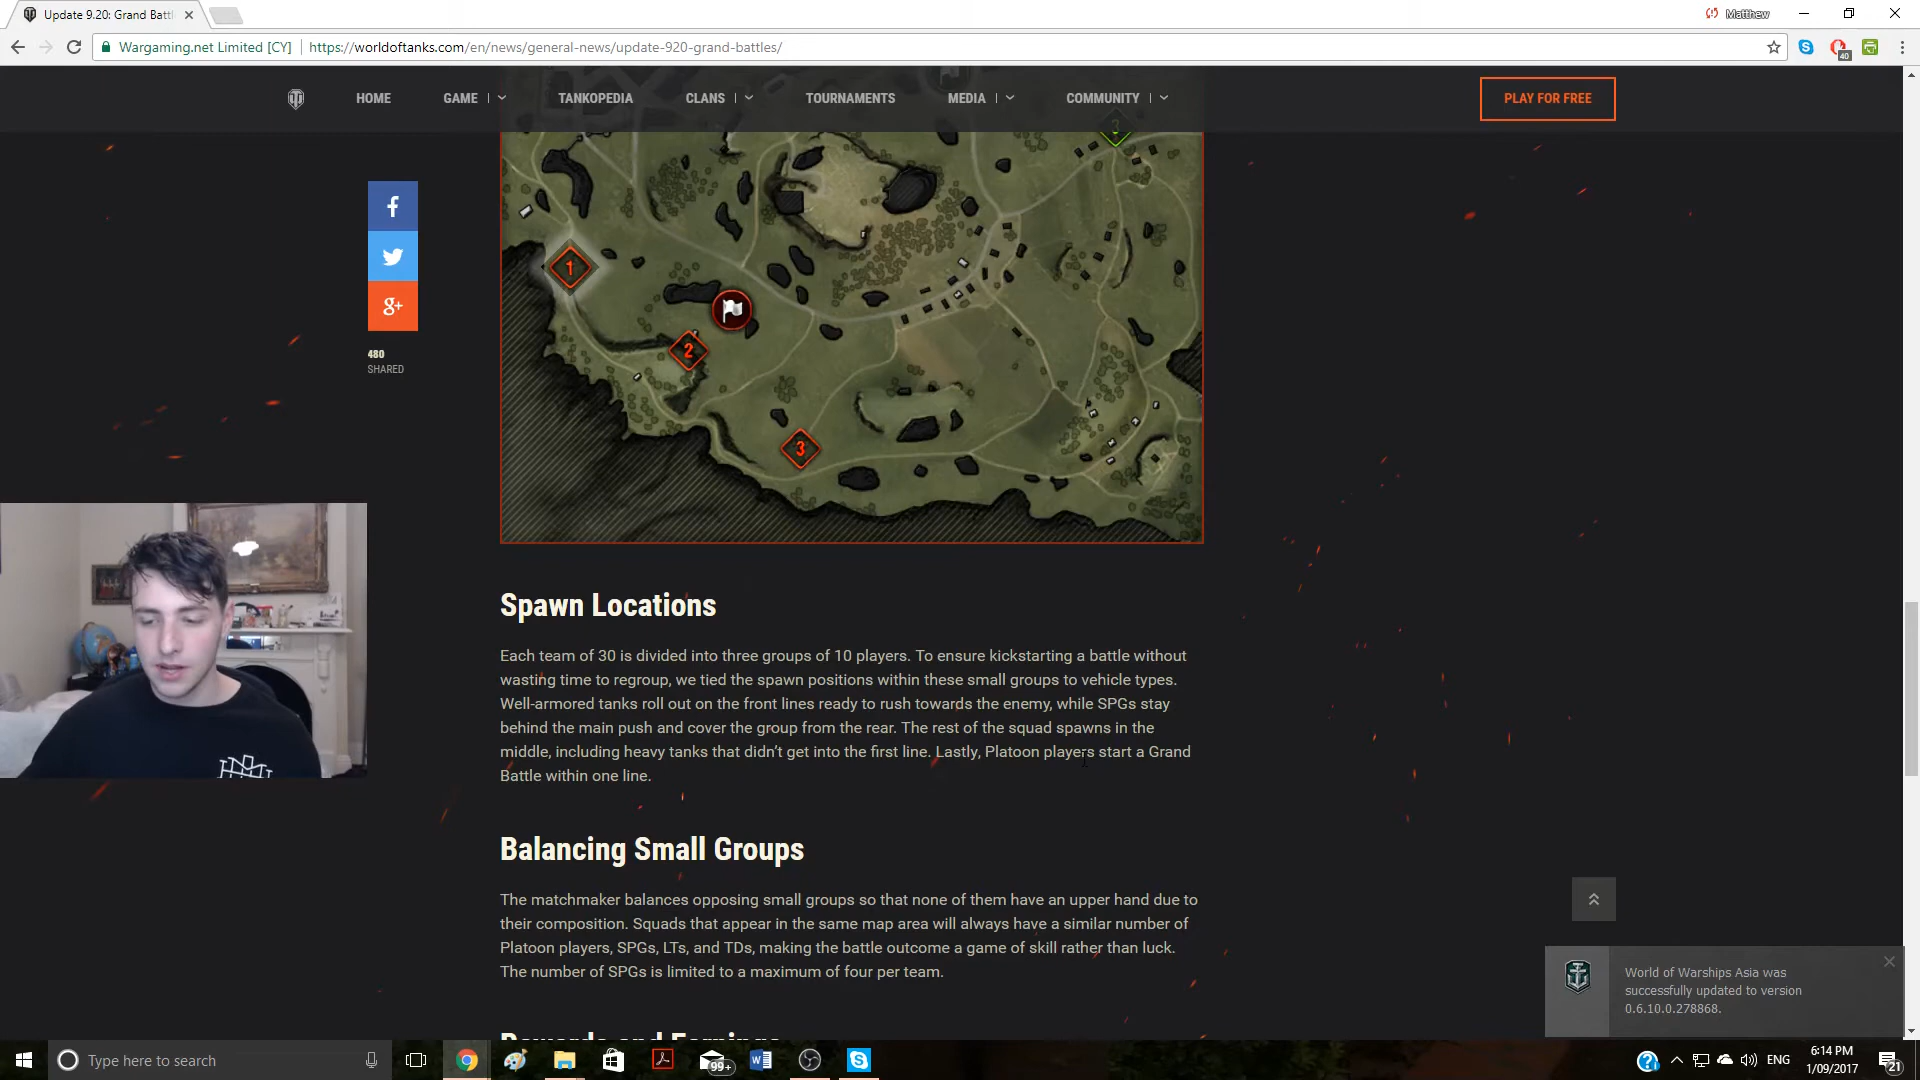 Update 9.20: Grand Battl
Matthew
Wargaming.net Limited [CY]
https://worldoftanks.com/en/news/general-news/update-920-grand-battles/
40
HOME
GAME
TANKOPEDIA
CLANS
TOURNAMENTS
MEDIA
COMMUNITY
PLAY FOR FREE
3
f
g+
480
SHARED
1
2
3
Spawn Locations
Each team of 30 is divided into three groups of 10 players. To ensure kickstarting a battle without
wasting time to regroup, we tied the spawn positions within these small groups to vehicle types.
Well-armored tanks roll out on the front lines ready to rush towards the enemy, while SPGs stay
behind the main push and cover the group from the rear. The rest of the squad spawns in the
middle, including heavy tanks that didn't get into the first line. Lastly, Platoon players start a Grand
Battle within one line.
Balancing Small Groups
The matchmaker balances opposing small groups so that none of them have an upper hand due to
their composition. Squads that appear in the same map area will always have a similar number of
Platoon players, SPGs, LTs, and TDs, making the battle outcome a game of skill rather than luck.
The number of SPGs is limited to a maximum of four per team.
Rewards and Earnings
World of Warships Asia was
successfully updated to version
0.6.10.0.278868.
Type here to search
99+
ENG
6:14 PM
1/09/2017
21